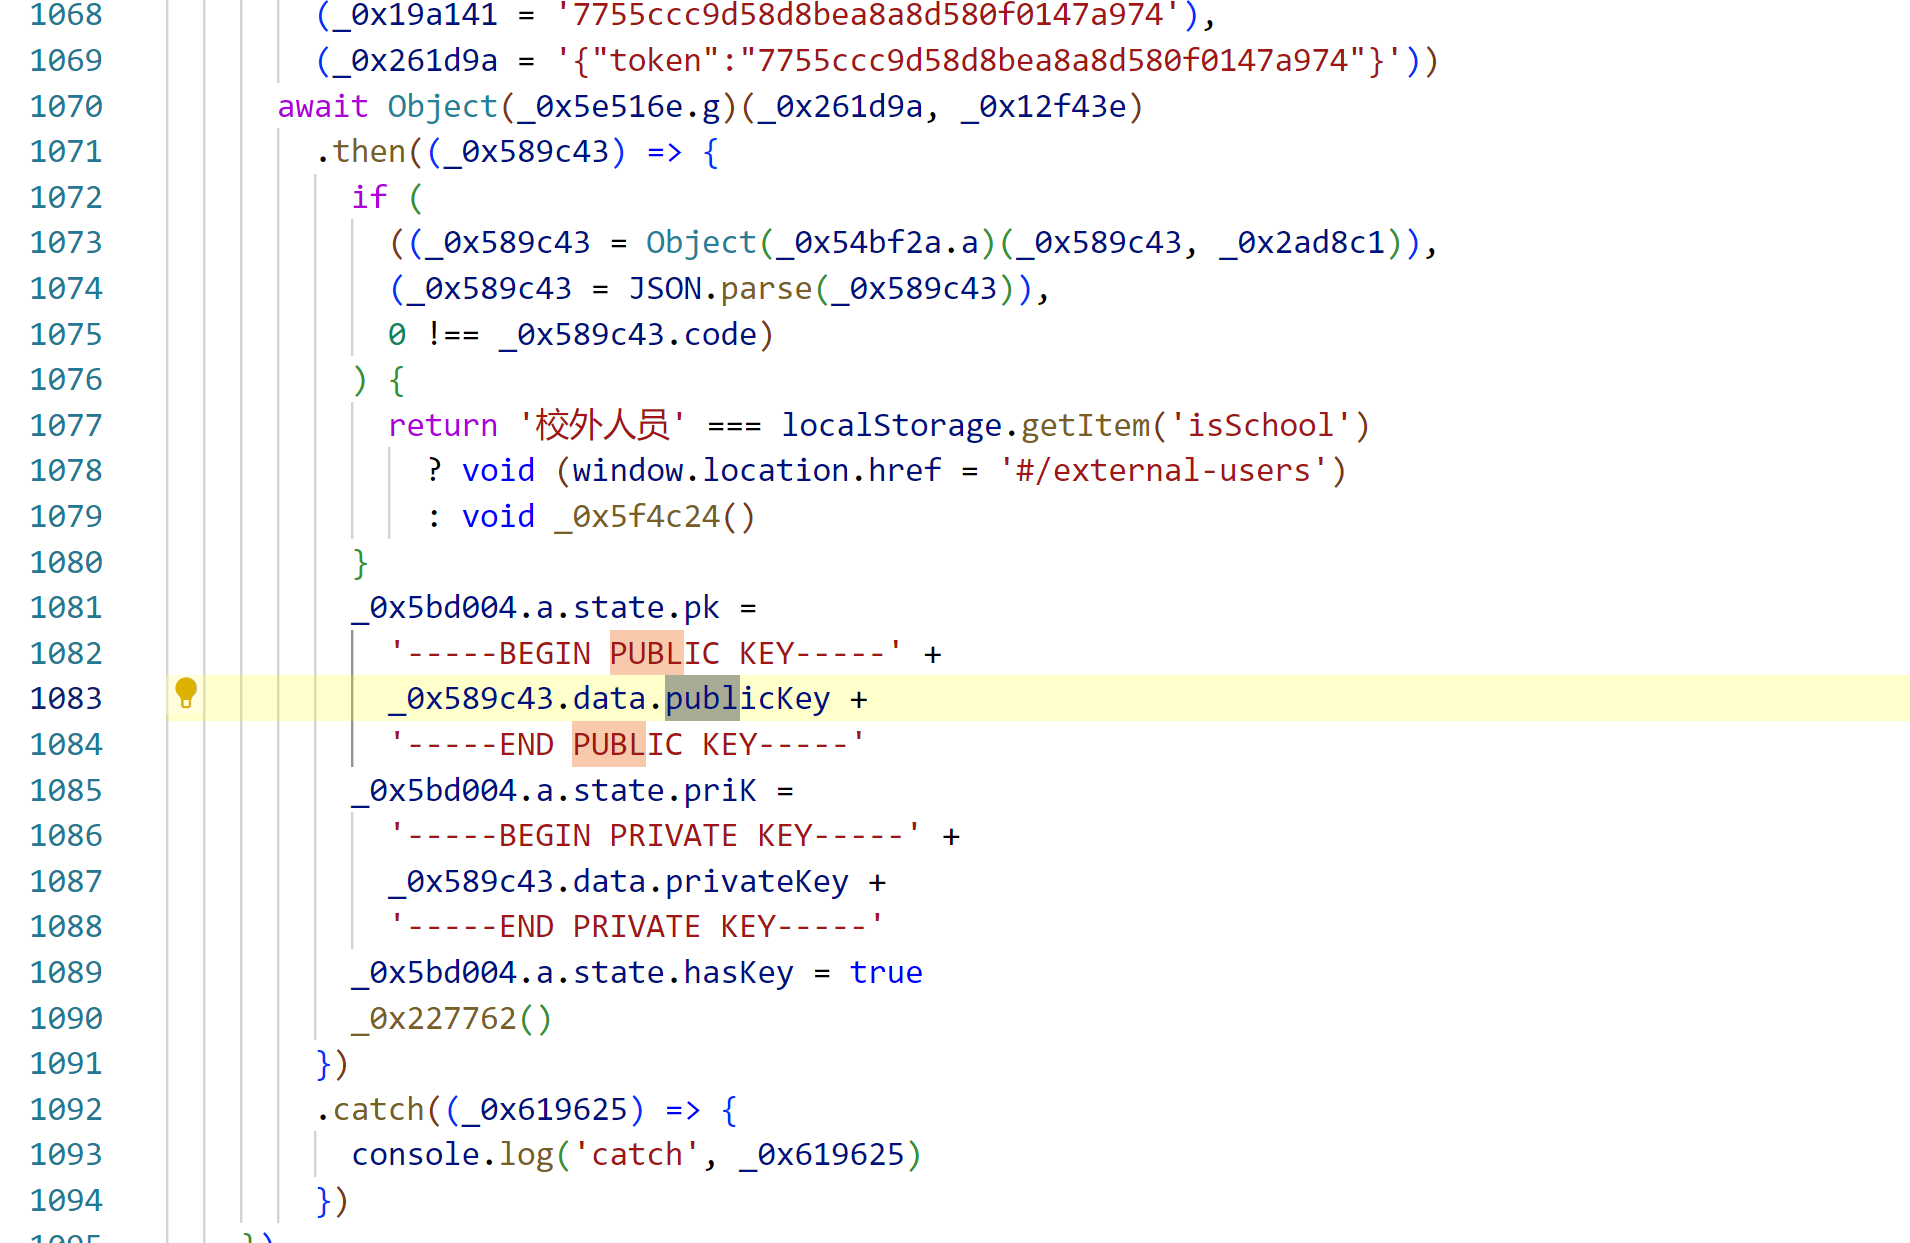 1068 (_0x19a141 = '7755ccc9d58d8bea8a8d580f0147a974'),
1069 (_0x261d9a = '{"token":"7755ccc9d58d8bea8a8d580f0147a974"}'))
1070 await Object(_0x5e516e.g)(_0x261d9a, _0x12f43e)
1071 .then((_0x589c43) => {
1072 if (
1073 ((_0x589c43 = Object(_0x54bf2a.a)(_0x589c43, _0x2ad8c1)),
1074 (_0x589c43 = JSON.parse(_0x589c43)),
1075 0 !== _0x589c43.code)
1076 ) {
1077 return '校外人员' === localStorage.getItem('isSchool')
1078 ? void (window.location.href = '#/external-users')
1079 : void _0x5f4c24()
1080 }
1081 _0x5bd004.a.state.pk =
1082 '-----BEGIN PUBLIC KEY-----' +
1083 _0x589c43.data.publicKey +
1084 '-----END PUBLIC KEY-----'
1085 _0x5bd004.a.state.priK =
1086 '-----BEGIN PRIVATE KEY-----' +
1087 _0x589c43.data.privateKey +
1088 '-----END PRIVATE KEY-----'
1089 _0x5bd004.a.state.hasKey = true
1090 _0x227762()
1091 })
1092 .catch((_0x619625) => {
1093 console.log('catch', _0x619625)
1094 })
1095 })